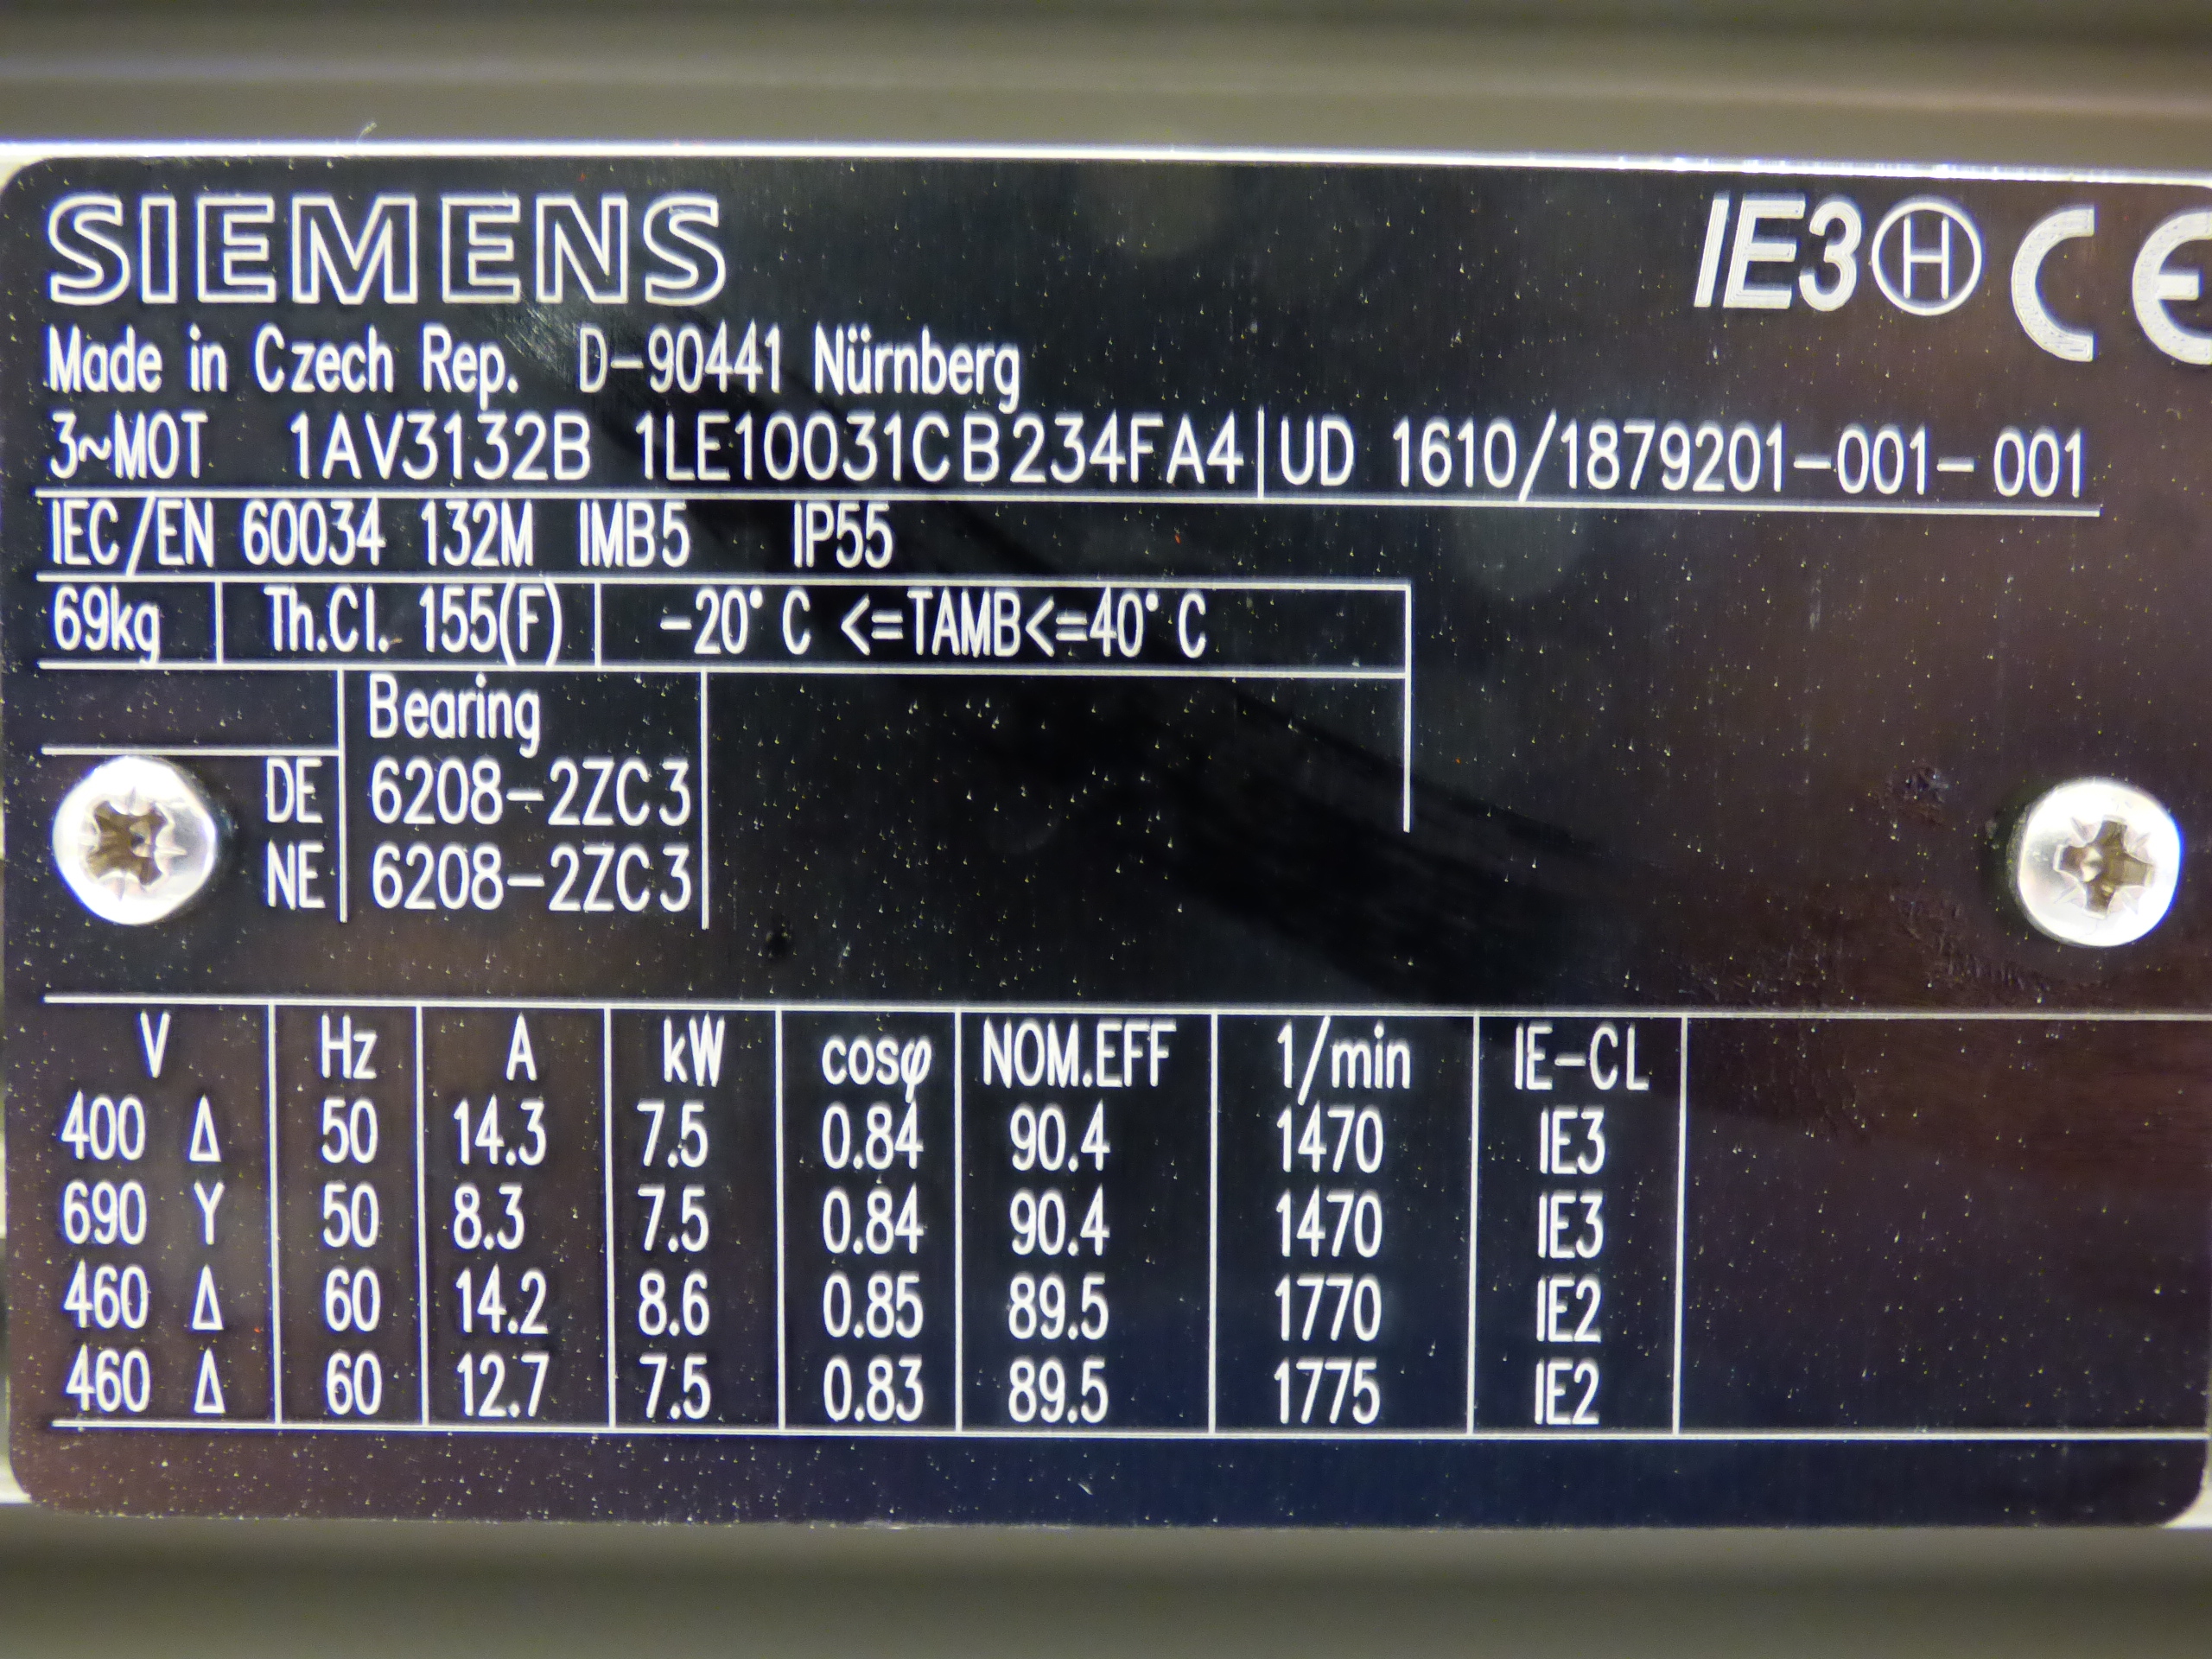 SIEMENS IE3 Ⓗ CE
Made in Czech Rep. D-90441 Nürnberg
3~MOT 1AV3132B 1LE10031CB234FA4 UD 1610/1879201-001-001
IEC/EN 60034 132M IMB5 IP55
69kg Th.Cl. 155(F) -20°C <=TAMB<=40°C
Bearing
DE 6208-2ZC3
NE 6208-2ZC3
V Hz A kW cosφ NOM.EFF 1/min IE-CL
400 Δ 50 14.3 7.5 0.84 90.4 1470 IE3
690 Y 50 8.3 7.5 0.84 90.4 1470 IE3
460 Δ 60 14.2 8.6 0.85 89.5 1770 IE2
460 Δ 60 12.7 7.5 0.83 89.5 1775 IE2